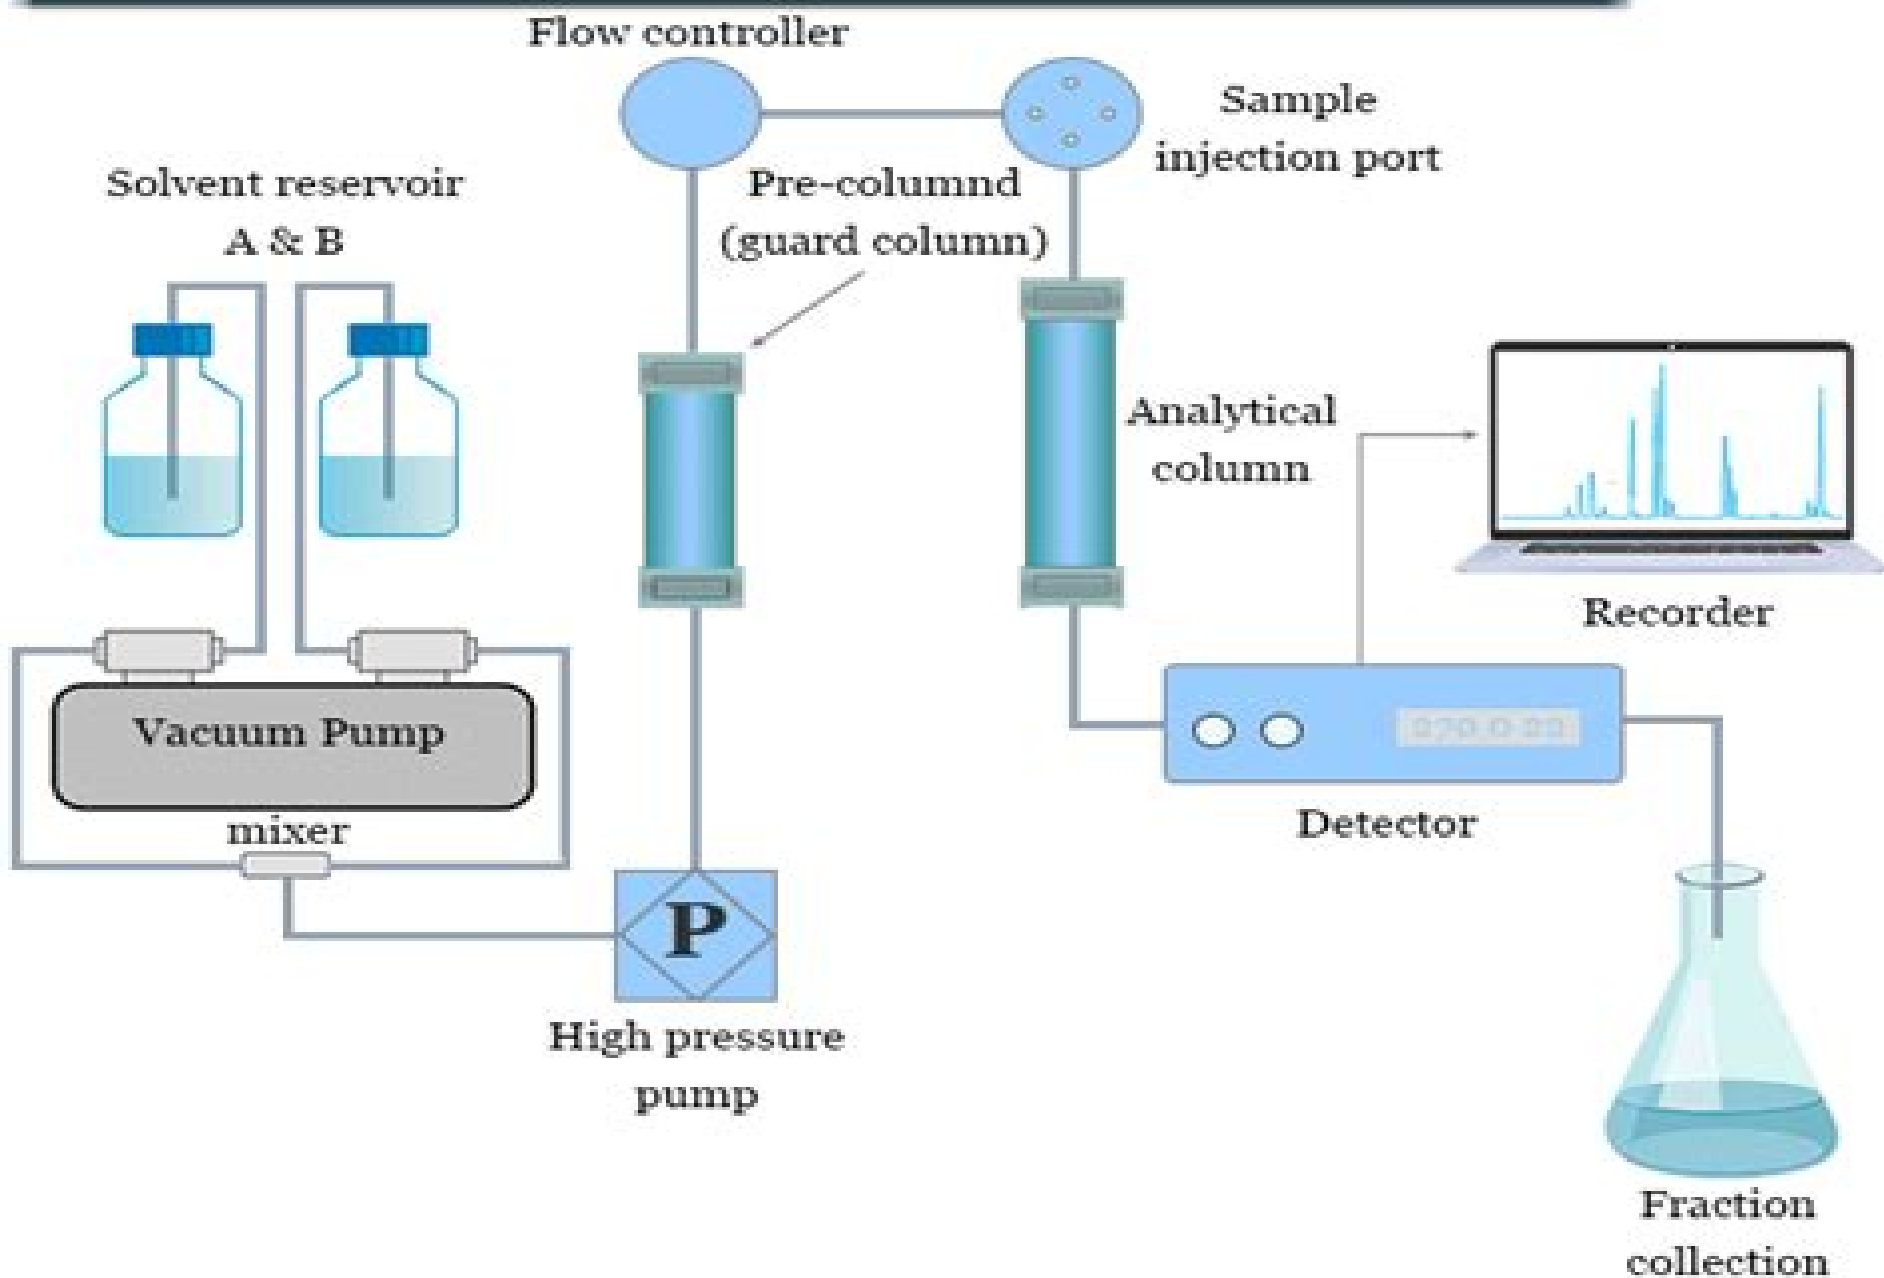 Flow controller
Sample
injection port
Solvent reservoir
A & B
Pre-columnd
(guard column)
Analytical
column
Recorder
Vacuum Pump
mixer
Detector
P
High pressure
pump
Fraction
collection